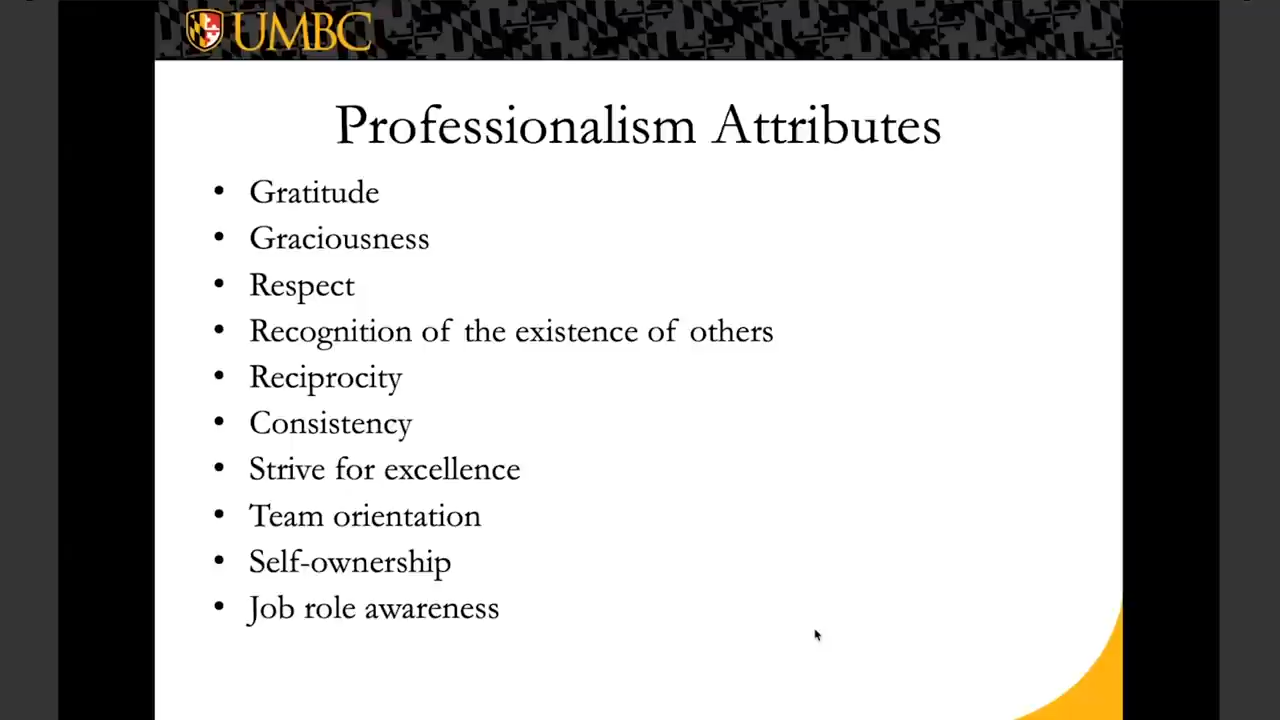 UMBC
Professionalism Attributes
• Gratitude
• Graciousness
• Respect
• Recognition of the existence of others
• Reciprocity
• Consistency
• Strive for excellence
• Team orientation
• Self-ownership
• Job role awareness